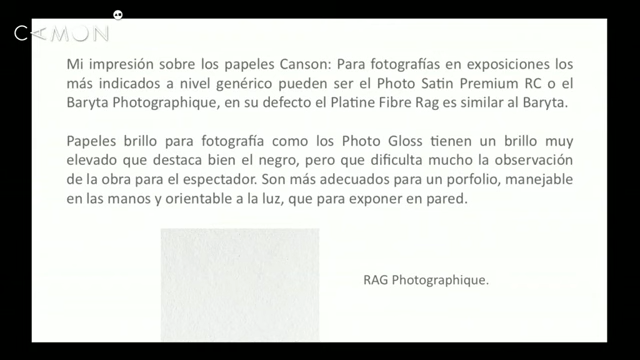 CAMON
Mi impresión sobre los papeles Canson: Para fotografías en exposiciones los
más indicados a nivel genérico pueden ser el Photo Satin Premium RC o el
Baryta Photographique, en su defecto el Platine Fibre Rag es similar al Baryta.
Papeles brillo para fotografía como los Photo Gloss tienen un brillo muy
elevado que destaca bien el negro, pero que dificulta mucho la observación
de la obra para el espectador. Son más adecuados para un porfolio, manejable
en las manos y orientable a la luz, que para exponer en pared.
RAG Photographique.